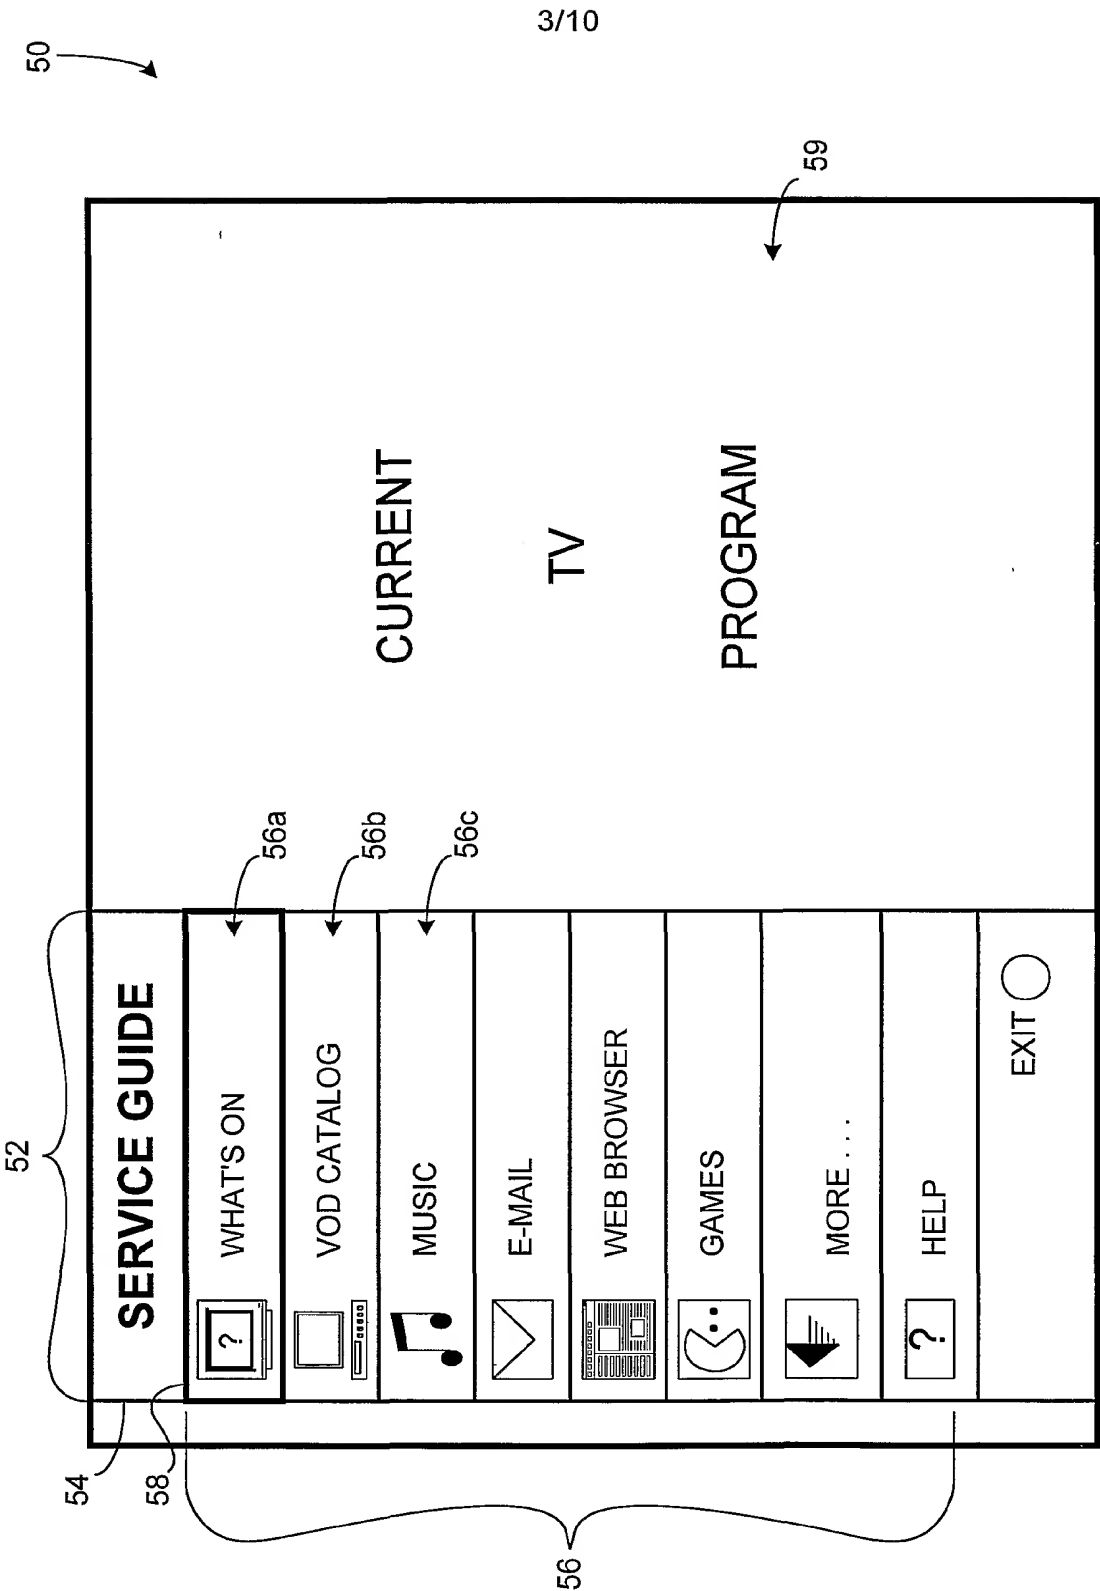 3/10
50
52
54
58
SERVICE GUIDE
? WHAT'S ON
56a
VOD CATALOG
56b
MUSIC
56c
E-MAIL
WEB BROWSER
GAMES
MORE . . . .
? HELP
EXIT
56
CURRENT
TV
PROGRAM
59